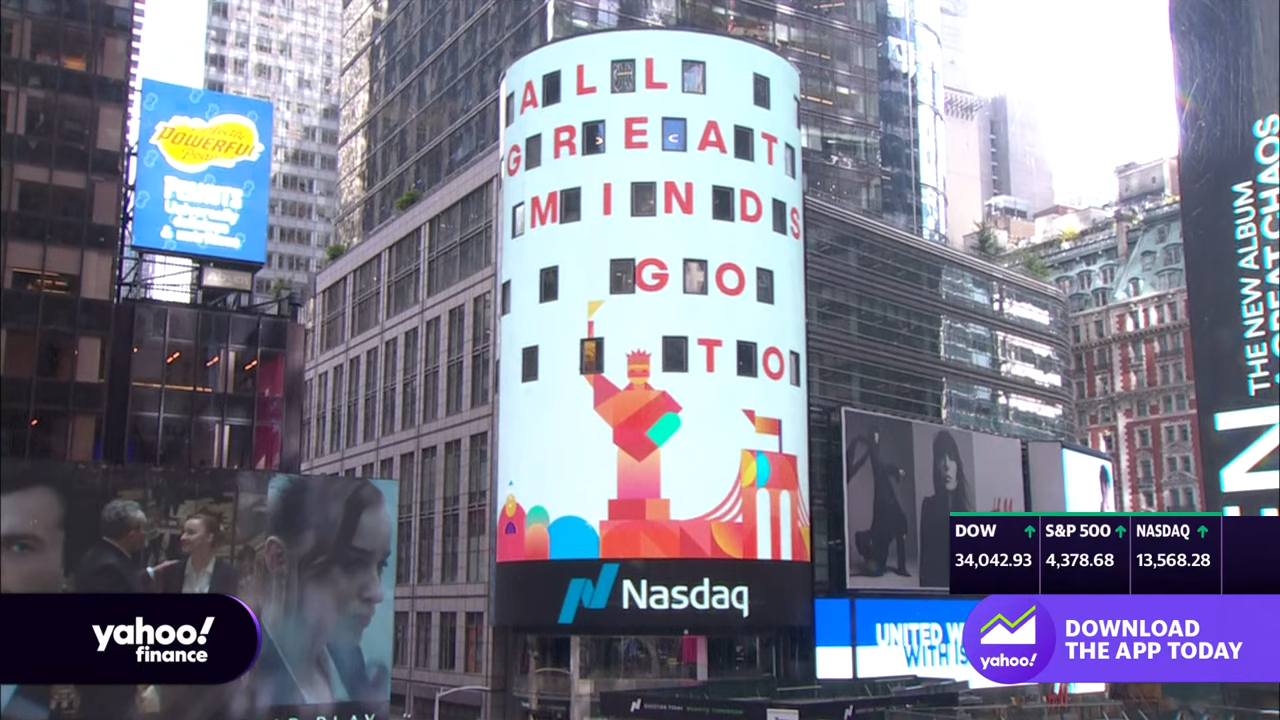 POWERFUL
ALL
GREAT
MINDS
GO
TO
Nasdaq
THE NEW ALBUM
DOW
34,042.93
S&P 500
4,378.68
NASDAQ
13,568.28
UNITED W
WITH IS
yahoo!
finance
yahoo!
DOWNLOAD
THE APP TODAY